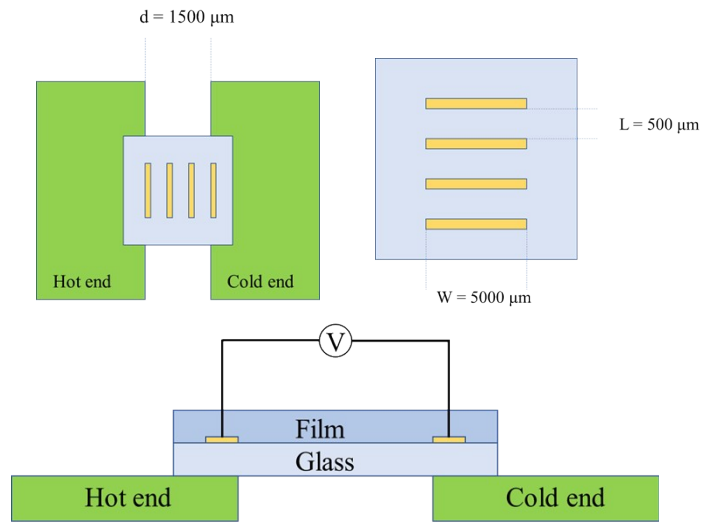 d = 1500 μm
Hot end
Cold end
L = 500 μm
W = 5000 μm
V
Film
Glass
Hot end
Cold end